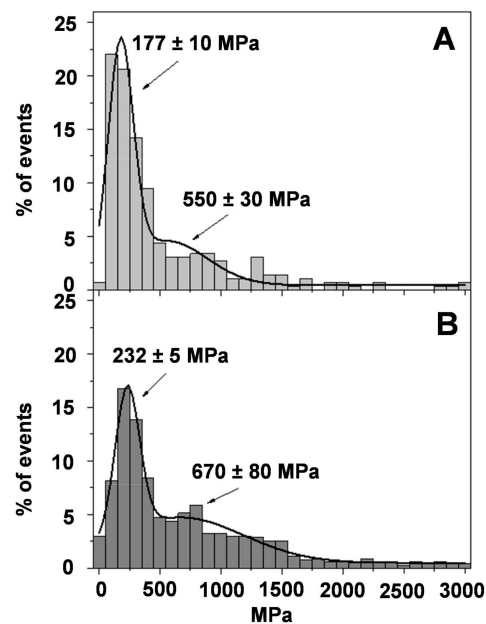 25
A
177 ± 10 MPa
20
15
% of events
10
550 ± 30 MPa
5
0
25
B
20
232 ± 5 MPa
15
% of events
10
670 ± 80 MPa
5
0
0 500 1000 1500 2000 2500 3000
MPa